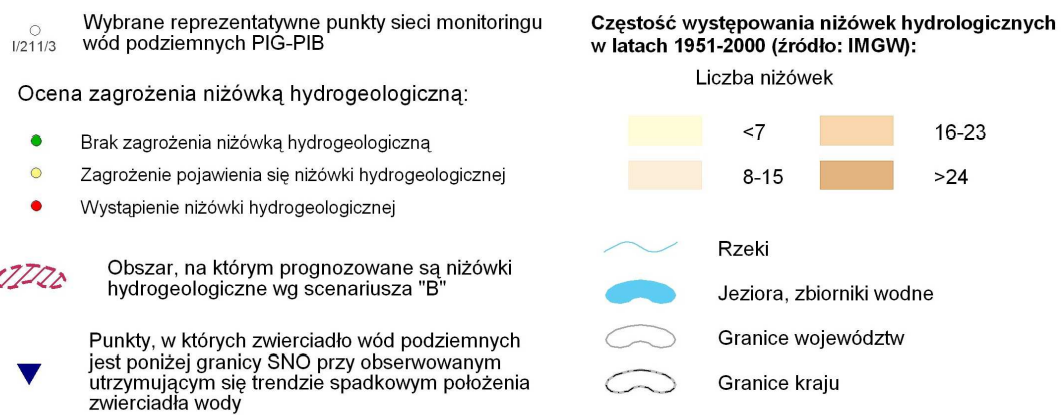 I/211/3
Wybrane reprezentatywne punkty sieci monitoringu
wód podziemnych PIG-PIB
Ocena zagrożenia niżówką hydrogeologiczną:
Brak zagrożenia niżówką hydrogeologiczną
Zagrożenie pojawienia się niżówki hydrogeologicznej
Wystąpienie niżówki hydrogeologicznej
Obszar, na którym prognozowane są niżówki
hydrogeologiczne wg scenariusza "B"
Punkty, w których zwierciadło wód podziemnych
jest poniżej granicy SNO przy obserwowanym
utrzymującym się trendzie spadkowym położenia
zwierciadła wody
Częstość występowania niżówek hydrologicznych
w latach 1951-2000 (źródło: IMGW):
Liczba niżówek
<7
16-23
8-15
>24
Rzeki
Jeziora, zbiorniki wodne
Granice województw
Granice kraju